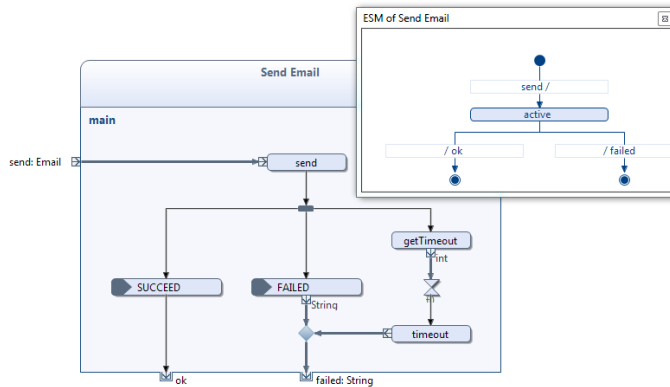 ESM of Send Email
send /
active
/ ok
/ failed
Send Email
main
send: Email
send
getTimeout
int
SUCCEED
FAILED
String
timeout
ok
failed: String